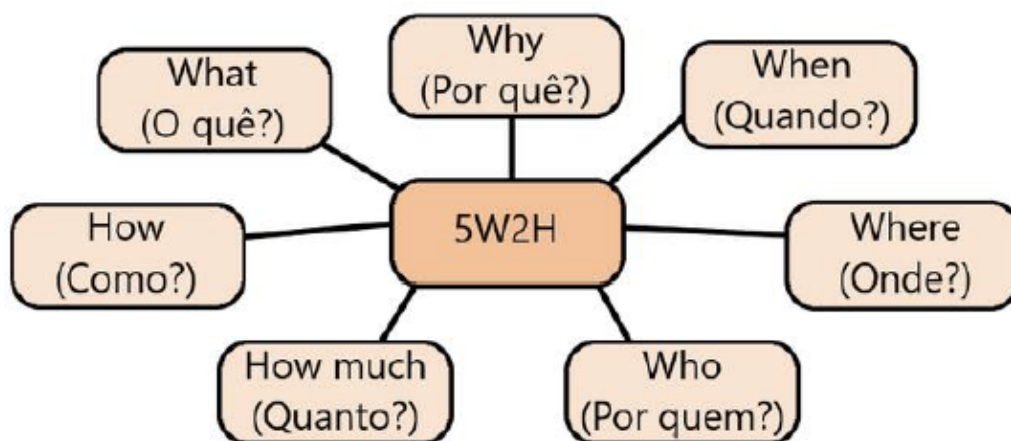 Why
(Por quê?)
What
(O quê?)
When
(Quando?)
5W2H
How
(Como?)
Where
(Onde?)
How much
(Quanto?)
Who
(Por quem?)